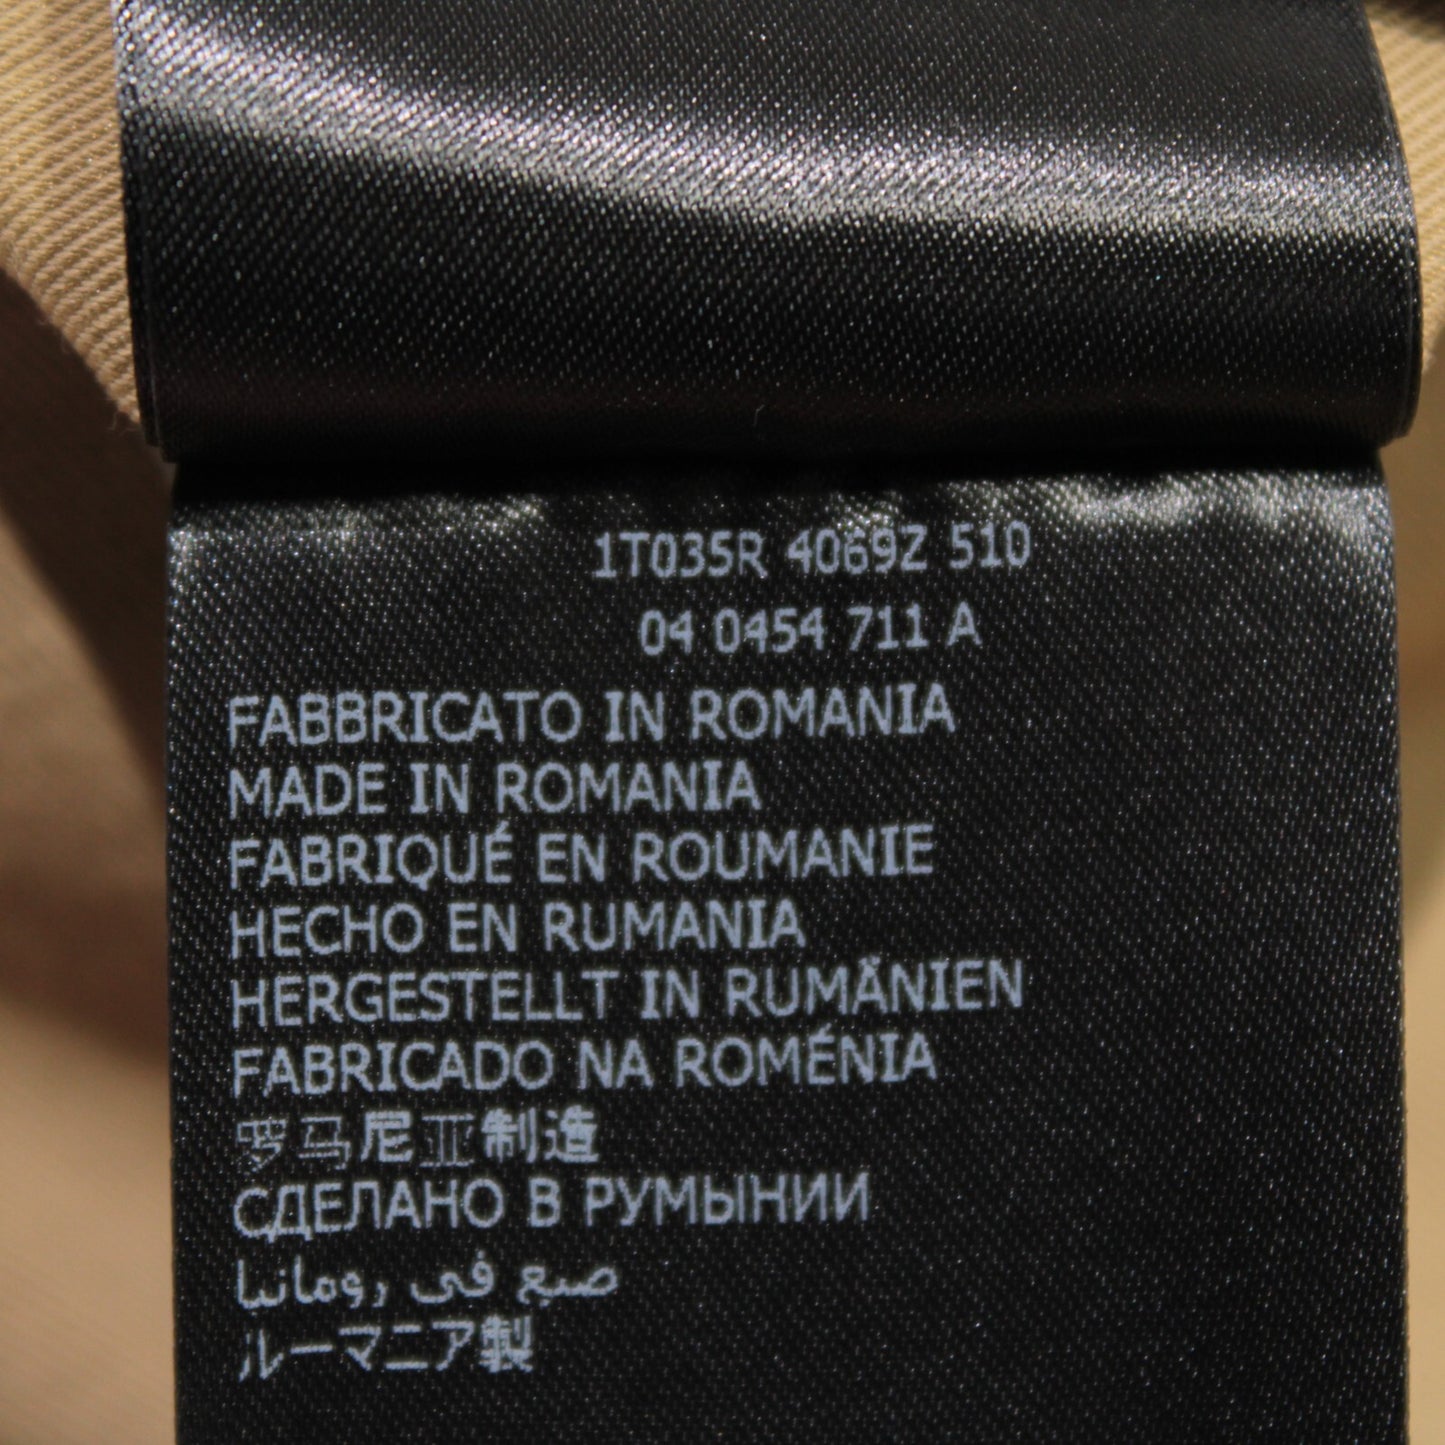 1T035R 4069Z 510
04 0454 711 A
FABBRICATO IN ROMANIA
MADE IN ROMANIA
FABRIQUÉ EN ROUMANIE
HECHO EN RUMANIA
HERGESTELLT IN RUMÄNIEN
FABRICADO NA ROMÉNIA
罗马尼亚制造
СДЕЛАНО В РУМЫНИИ
صنع في رومانيا
ルーマニア製